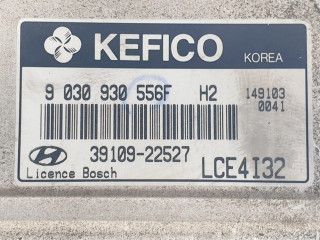 KEFICO KOREA
9 030 930 556F H2 149103
0041
39109-22527 LCE4I32
Licence Bosch